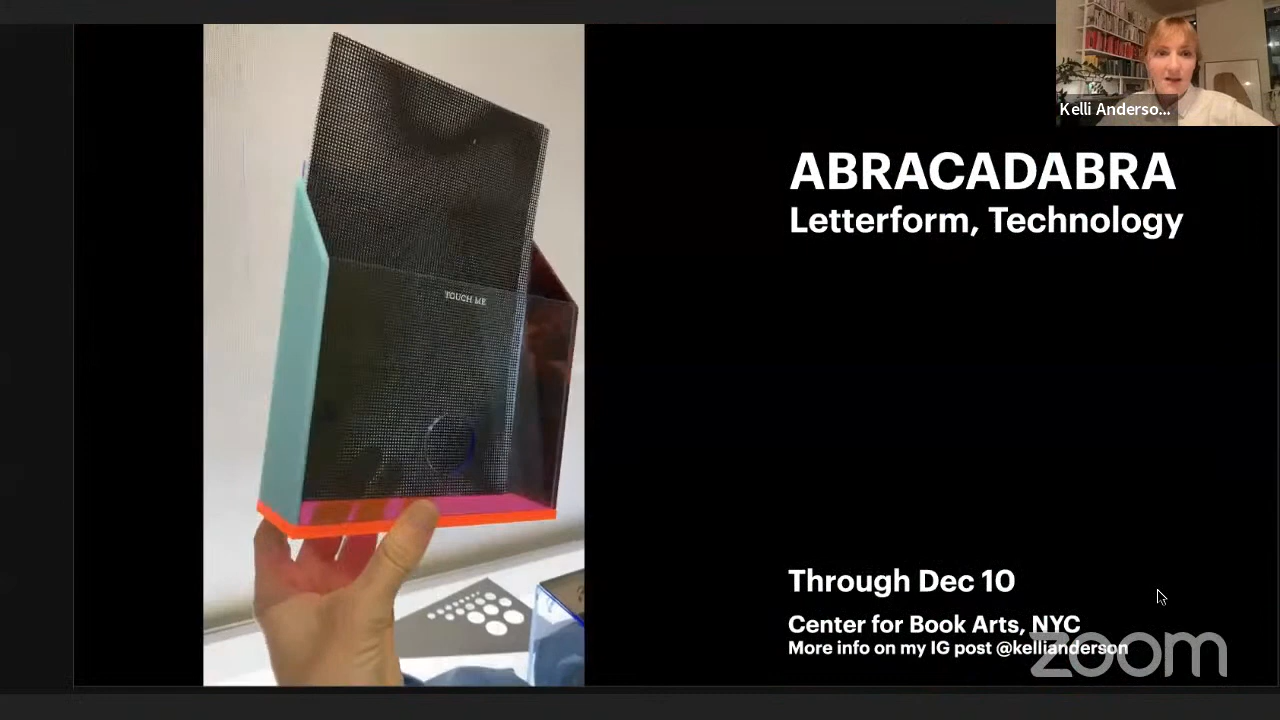 Kelli Anderso...
ABRACADABRA
Letterform, Technology
TOUCH ME
Through Dec 10
Center for Book Arts, NYC
More info on my IG post @kellianderson
zoom